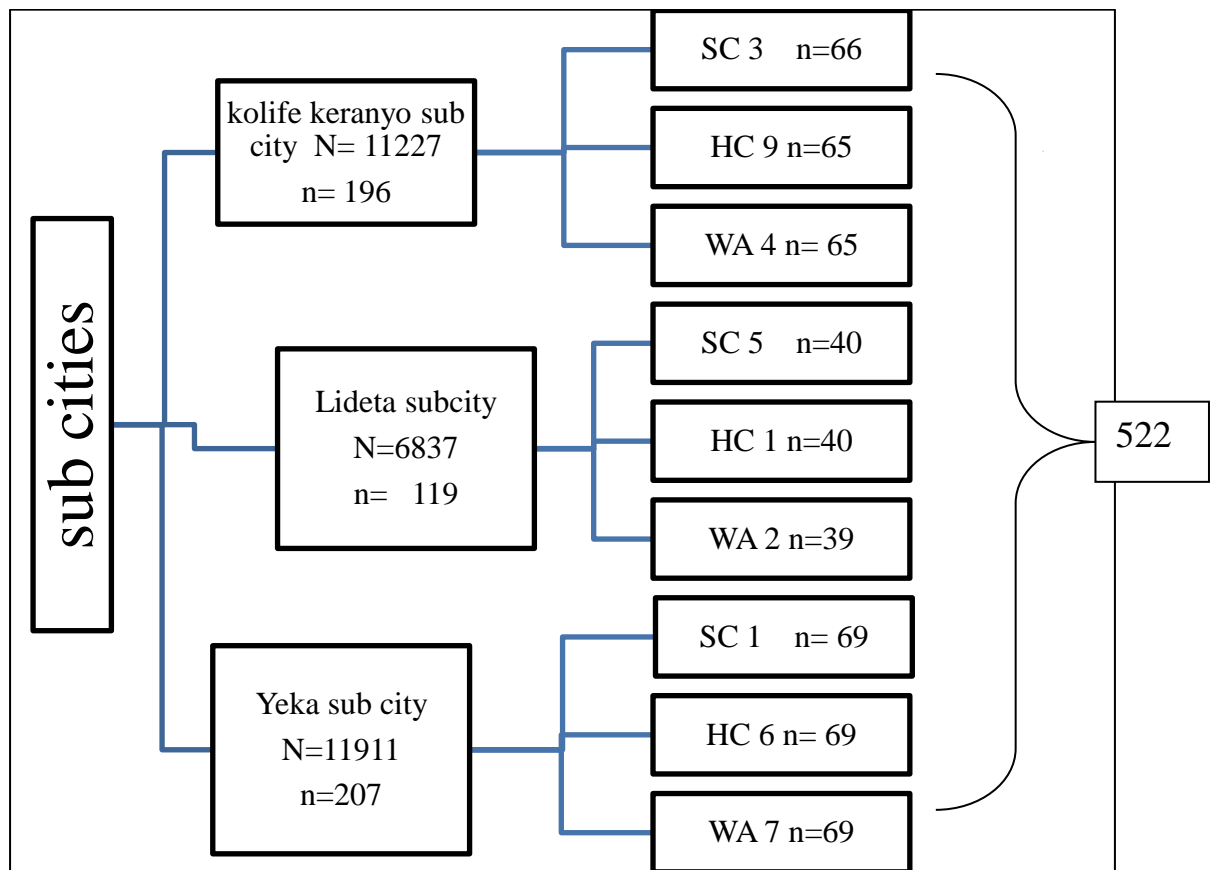 sub cities
kolife keranyo sub
city N= 11227
n= 196
SC 3 n=66
HC 9 n=65
WA 4 n= 65
Lideta subcity
N=6837
n= 119
SC 5 n=40
HC 1 n=40
WA 2 n=39
Yeka sub city
N=11911
n=207
SC 1 n= 69
HC 6 n= 69
WA 7 n=69
522